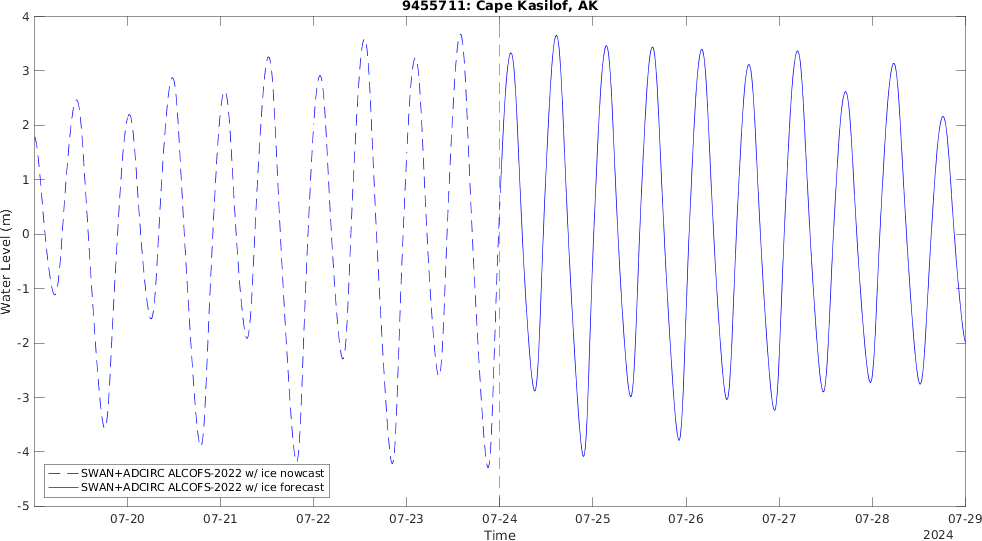 9455711: Cape Kasilof, AK
4
3
2
1
0
-1
-2
-3
-4
-5
Water Level (m)
SWAN+ADCIRC ALCOFS-2022 w/ ice nowcast
SWAN+ADCIRC ALCOFS-2022 w/ ice forecast
07-20 07-21 07-22 07-23 07-24 07-25 07-26 07-27 07-28 07-29
Time
2024